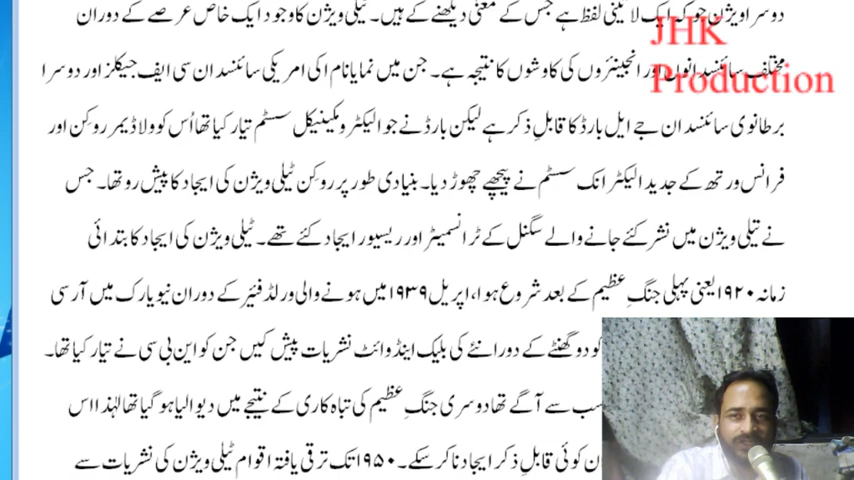 دوسرا ویژن جو کہ ایک لاطینی لفظ ہے جس کے معنی دیکھنے کے ہیں۔ ٹیلی ویژن کا وجود ایک خاص عرصے کے دوران
JHK
مختلف سائنسدانوں اور انجینئروں کی کاوشوں کا نتیجہ ہے۔ جن میں نمایا نام ایک امریکی سائنسدان سی ایف جیکلز اور دوسرا
Production
برطانوی سائنسدان جے ایل بارڈ کا قابلِ ذکر ہے لیکن بارڈ نے جو الیکٹرو مکینیکل سسٹم تیار کیا تھا اُس کو ولاڈیمر روکِن اور
فرانس ورتھ کے جدید الیکٹرانک سسٹم نے پیچھے چھوڑ دیا۔ بنیادی طور پر روکِن ٹیلی ویژن کی ایجاد کا پیش رو تھا۔ جس
نے ٹیلی ویژن میں نشر کئے جانے والے سگنل کے ٹرانسمیٹر اور ریسیور ایجاد کئے تھے۔ ٹیلی ویژن کی ایجاد کا ابتدائی
زمانہ ۱۹۲۰ یعنی پہلی جنگِ عظیم کے بعد شروع ہوا، اپریل ۱۹۳۹ میں ہونے والی ورلڈ فیئر کے دوران نیویارک میں آر سی
کو دو گھنٹے کے دورانئے کی بلیک اینڈ وائٹ نشریات پیش کیں جن کو این بی سی نے تیار کیا تھا۔
سب سے آگے تھا دوسری جنگِ عظیم کی تباہ کاری کے نتیجے میں دیوالیا ہو گیا تھا لہٰذا اس
کوئی قابلِ ذکر ایجاد نا کر سکے۔ ۱۹۵۰ تک ترقی یافتہ اقوام ٹیلی ویژن کی نشریات سے